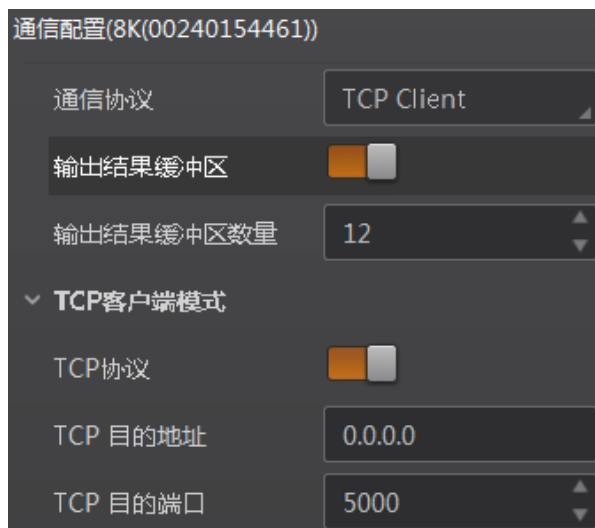 通信配置(8K(00240154461))
通信协议 TCP Client
输出结果缓冲区
输出结果缓冲区数量 12
TCP客户端模式
TCP协议
TCP 目的地址 0.0.0.0
TCP 目的端口 5000